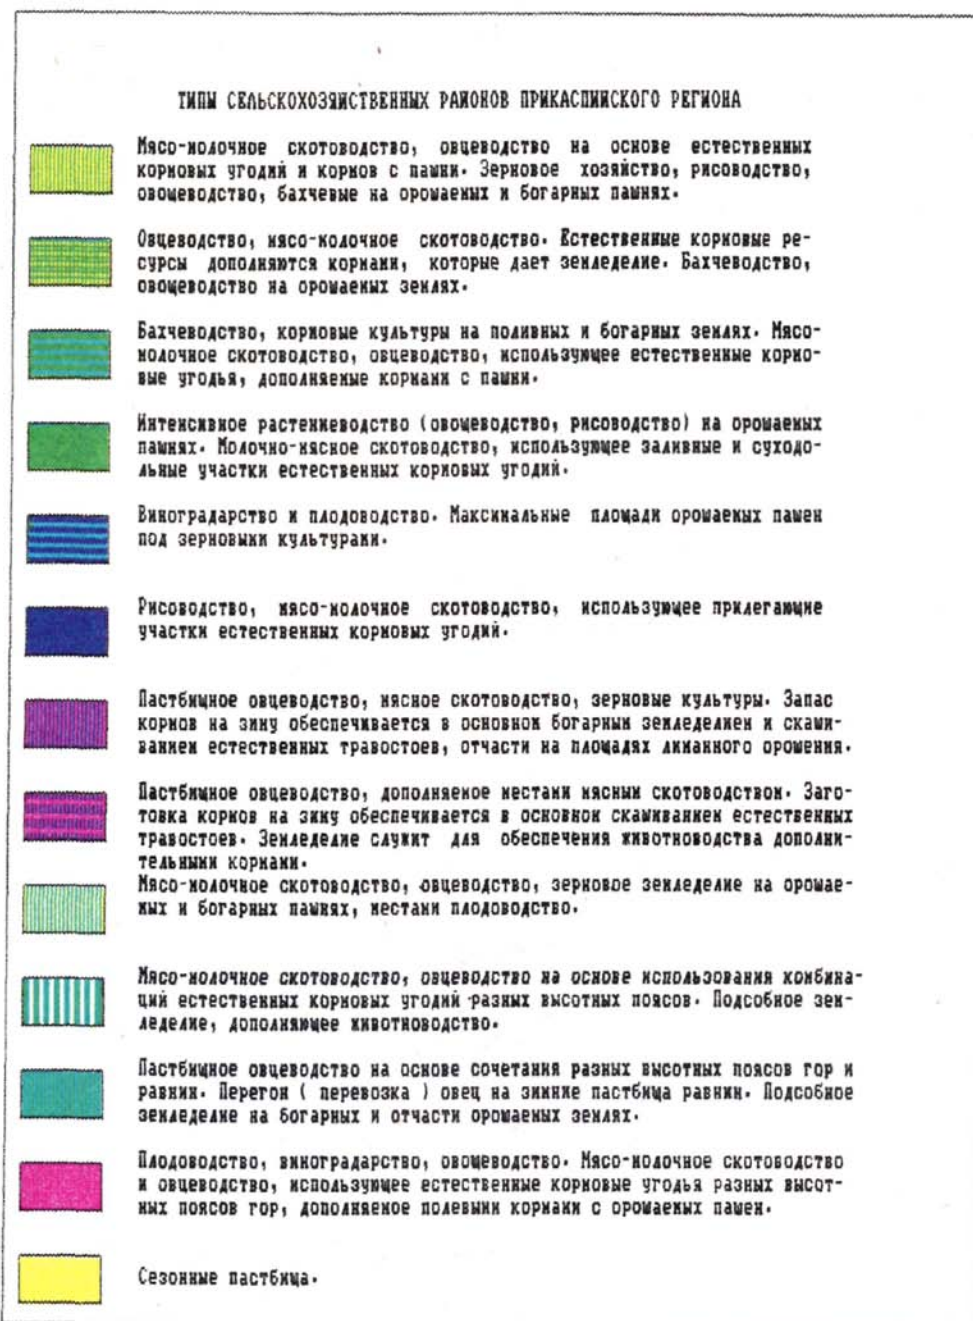 ТИПЫ СЕЛЬСКОХОЗЯЙСТВЕННЫХ РАЙОНОВ ПРИКАСПИЙСКОГО РЕГИОНА
Мясо-молочное скотоводство, овцеводство на основе естественных
кормовых угодий и кормов с пашни. Зерновое хозяйство, рисоводство,
овощеводство, бахчевые на орошаемых и богарных пашнях.
Овцеводство, мясо-молочное скотоводство. Естественные кормовые ре-
сурсы дополняются кормами, которые дает земледелие. Бахчеводство,
овощеводство на орошаемых землях.
Бахчеводство, кормовые культуры на поливных и богарных землях. Мясо-
молочное скотоводство, овцеводство, использующее естественные кормо-
вые угодья, дополняемые кормами с пашни.
Интенсивное растениеводство (овощеводство, рисоводство) на орошаемых
пашнях. Молочно-мясное скотоводство, использующее заливные и суходо-
льные участки естественных кормовых угодий.
Виноградарство и плодоводство. Максимальные площади орошаемых пашен
под зерновыми культурами.
Рисоводство, мясо-молочное скотоводство, использующее прилегающие
участки естественных кормовых угодий.
Пастбищное овцеводство, мясное скотоводство, зерновые культуры. Запас
кормов на зиму обеспечивается в основном богарным земледелием и скаши-
ванием естественных травостоев, отчасти на площадях лиманного орошения.
Пастбищное овцеводство, дополняемое местами мясным скотоводством. Заго-
товка кормов на зиму обеспечивается в основном скашиванием естественных
травостоев. Земледелие служит для обеспечения животноводства дополни-
тельными кормами.
Мясо-молочное скотоводство, овцеводство, зерновое земледелие на орошае-
мых и богарных пашнях, местами плодоводство.
Мясо-молочное скотоводство, овцеводство на основе использования комбина-
ций естественных кормовых угодий разных высотных поясов. Подсобное зем-
леделие, дополняющее животноводство.
Пастбищное овцеводство на основе сочетания разных высотных поясов гор и
равнин. Перегон ( перевозка ) овец на зимние пастбища равнин. Подсобное
земледелие на богарных и отчасти орошаемых землях.
Плодоводство, виноградарство, овощеводство. Мясо-молочное скотоводство
и овцеводство, использующее естественные кормовые угодья разных высот-
ных поясов гор, дополняемое полевыми кормами с орошаемых пашен.
Сезонные пастбища.